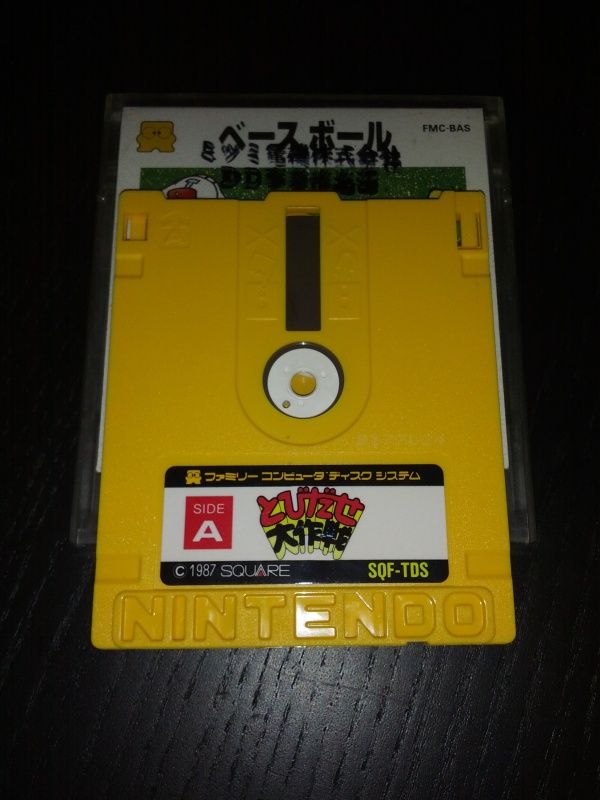 ベースボール
FMC-BAS
ミツミ電機株式会社
ファミリー コンピュータ ディスク システム
SIDE
A
とびだせ
大作戦
© 1987 SQUARE
SQF-TDS
NINTENDO